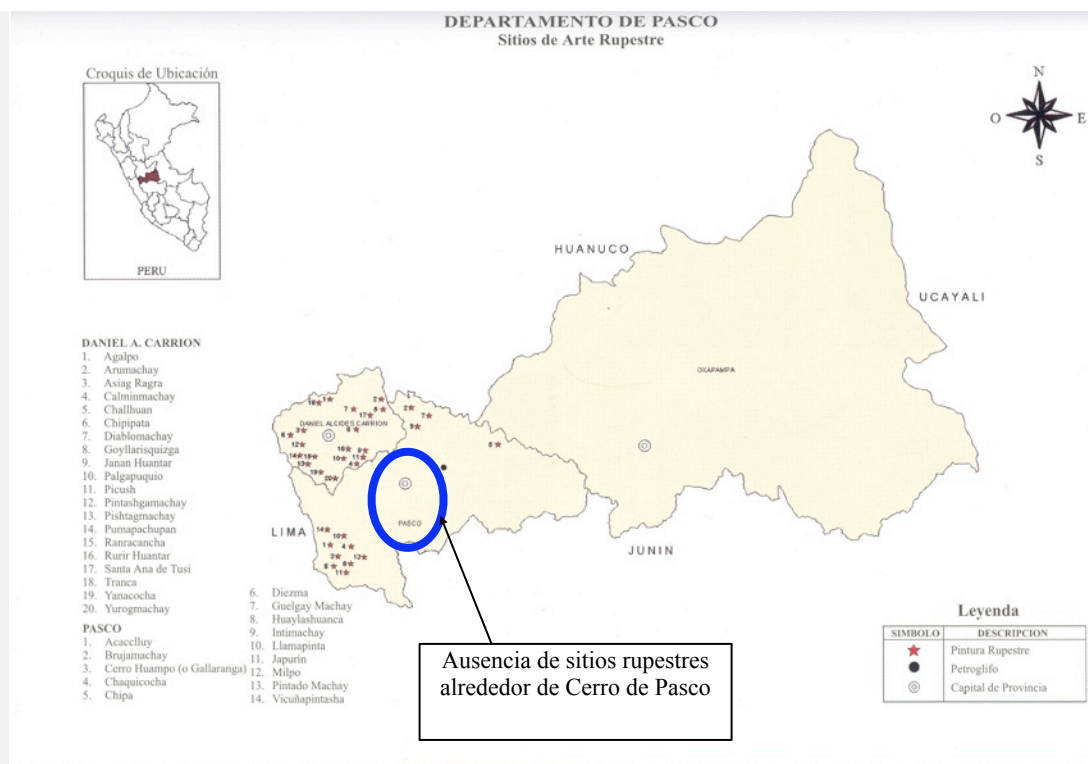 DEPARTAMENTO DE PASCO
Sitios de Arte Rupestre
Croquis de Ubicación
PERU
N
O
E
S
HUANUCO
UCAYALI
OXAPAMPA
DANIEL ALCIDES CARRION
PASCO
LIMA
JUNIN
DANIEL A. CARRION
1. Agalpo
2. Arumachay
3. Asiag Ragra
4. Calminmachay
5. Challhuan
6. Chipipata
7. Diablomachay
8. Goyllarisquizga
9. Janan Huantar
10. Palgapuquio
11. Picush
12. Pintashgamachay
13. Pishtagmachay
14. Pumapachupan
15. Ranracancha
16. Rurir Huantar
17. Santa Ana de Tusi
18. Tranca
19. Yanacocha
20. Yurogmachay
PASCO
1. Acacclluy
2. Brujamachay
3. Cerro Huampo (o Gallaranga)
4. Chaquicocha
5. Chipa
6. Diezma
7. Guelgay Machay
8. Huaylashuanca
9. Intimachay
10. Llamapinta
11. Japurin
12. Milpo
13. Pintado Machay
14. Vicuñapintasha
Ausencia de sitios rupestres
alrededor de Cerro de Pasco
Leyenda
SIMBOLO DESCRIPCION
Pintura Rupestre
Petroglifo
Capital de Provincia